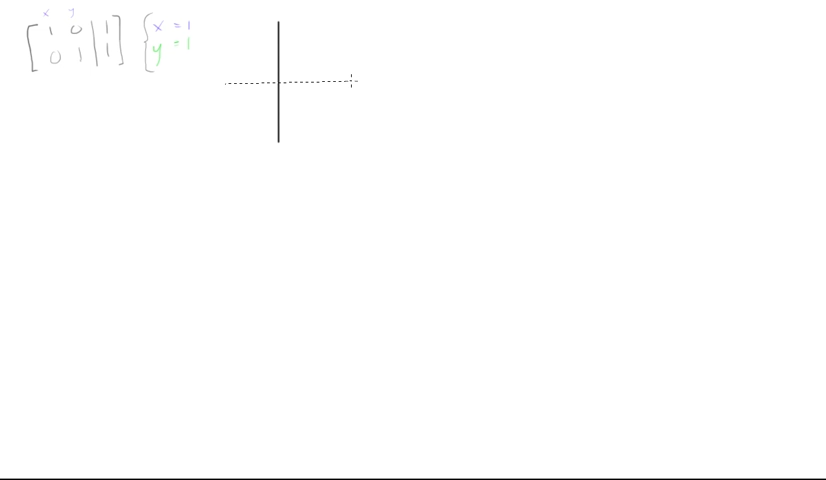 x y
[1 0 | 1] { x = 1
[0 1 | 1] { y = 1